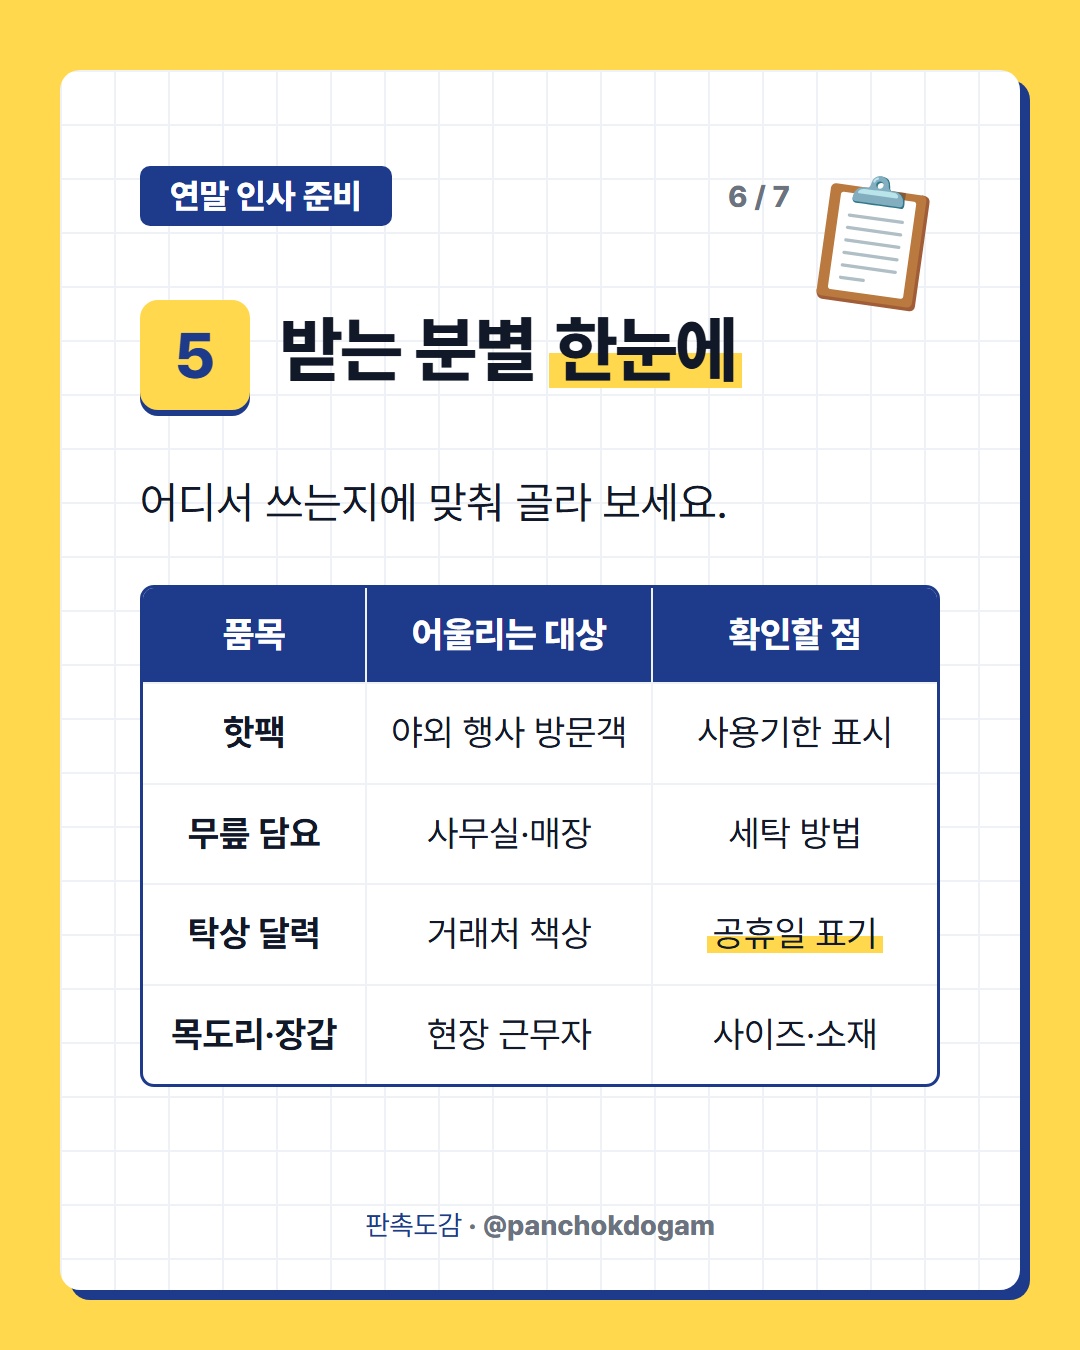 연말 인사 준비
6 / 7
5
받는 분별 한눈에
어디서 쓰는지에 맞춰 골라 보세요.
품목 어울리는 대상 확인할 점
핫팩 야외 행사 방문객 사용기한 표시
무릎 담요 사무실·매장 세탁 방법
탁상 달력 거래처 책상 공휴일 표기
목도리·장갑 현장 근무자 사이즈·소재
판촉도감 · @panchokdogam